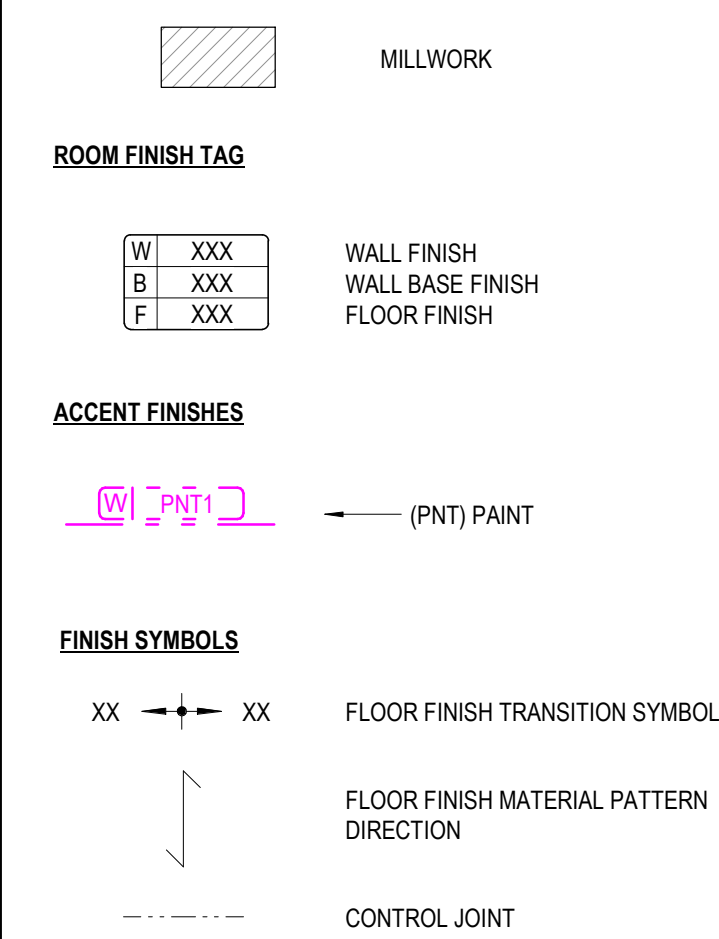 MILLWORK
ROOM FINISH TAG
W XXX WALL FINISH
B XXX WALL BASE FINISH
F XXX FLOOR FINISH
ACCENT FINISHES
W PNT1 (PNT) PAINT
FINISH SYMBOLS
XX XX FLOOR FINISH TRANSITION SYMBOL
FLOOR FINISH MATERIAL PATTERN
DIRECTION
CONTROL JOINT